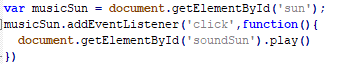 var musicSun = document.getElementById('sun');
musicSun.addEventListener('click',function(){
  document.getElementById('soundSun').play()
})